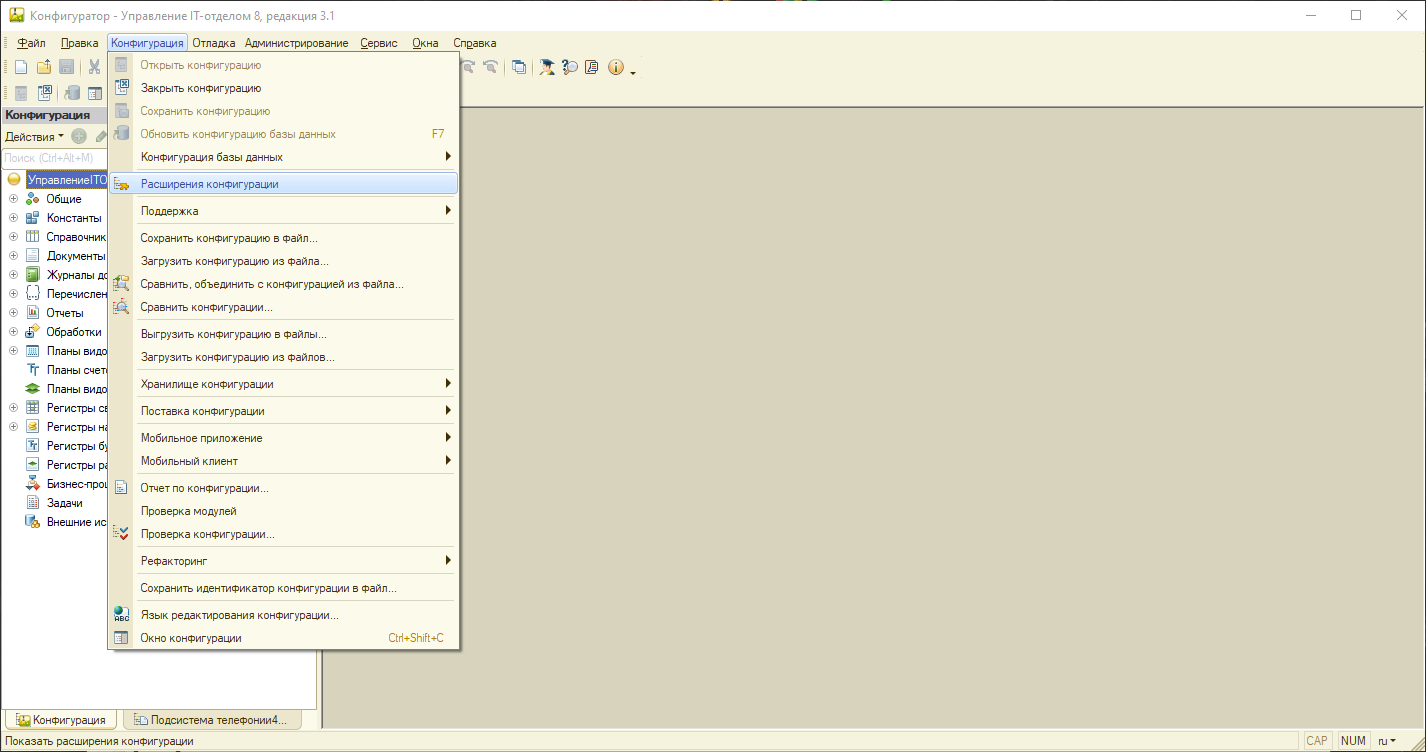 Конфигуратор - Управление IT-отделом 8, редакция 3.1
Файл Правка Конфигурация Отладка Администрирование Сервис Окна Справка
Конфигурация
Действия
Поиск (Ctrl+Alt+M)
УправлениеITO
Общие
Константы
Справочник
Документы
Журналы до
Перечислен
Отчеты
Обработки
Планы видо
Планы счето
Планы видо
Регистры св
Регистры на
Регистры бу
Регистры ра
Бизнес-проц
Задачи
Внешние ис
Открыть конфигурацию
Закрыть конфигурацию
Сохранить конфигурацию
Обновить конфигурацию базы данных F7
Конфигурация базы данных
Расширения конфигурации
Поддержка
Сохранить конфигурацию в файл...
Загрузить конфигурацию из файла...
Сравнить, объединить с конфигурацией из файла...
Сравнить конфигурации...
Выгрузить конфигурацию в файлы...
Загрузить конфигурацию из файлов...
Хранилище конфигурации
Поставка конфигурации
Мобильное приложение
Мобильный клиент
Отчет по конфигурации...
Проверка модулей
Проверка конфигурации...
Рефакторинг
Сохранить идентификатор конфигурации в файл...
Язык редактирования конфигурации...
Окно конфигурации Ctrl+Shift+C
Конфигурация Подсистема телефонии4...
Показать расширения конфигурации CAP NUM ru